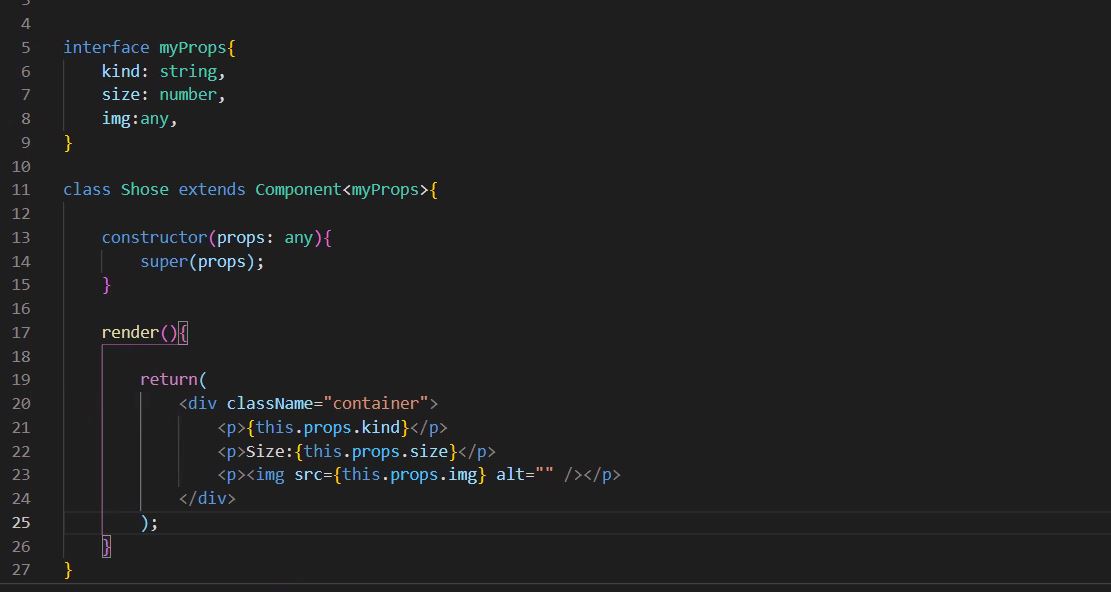 3
4
5 interface myProps{
6     kind: string,
7     size: number,
8     img:any,
9 }
10
11 class Shose extends Component<myProps>{
12
13     constructor(props: any){
14         super(props);
15     }
16
17     render(){
18
19         return(
20             <div className="container">
21                 <p>{this.props.kind}</p>
22                 <p>Size:{this.props.size}</p>
23                 <p><img src={this.props.img} alt="" /></p>
24             </div>
25         );
26     }
27 }